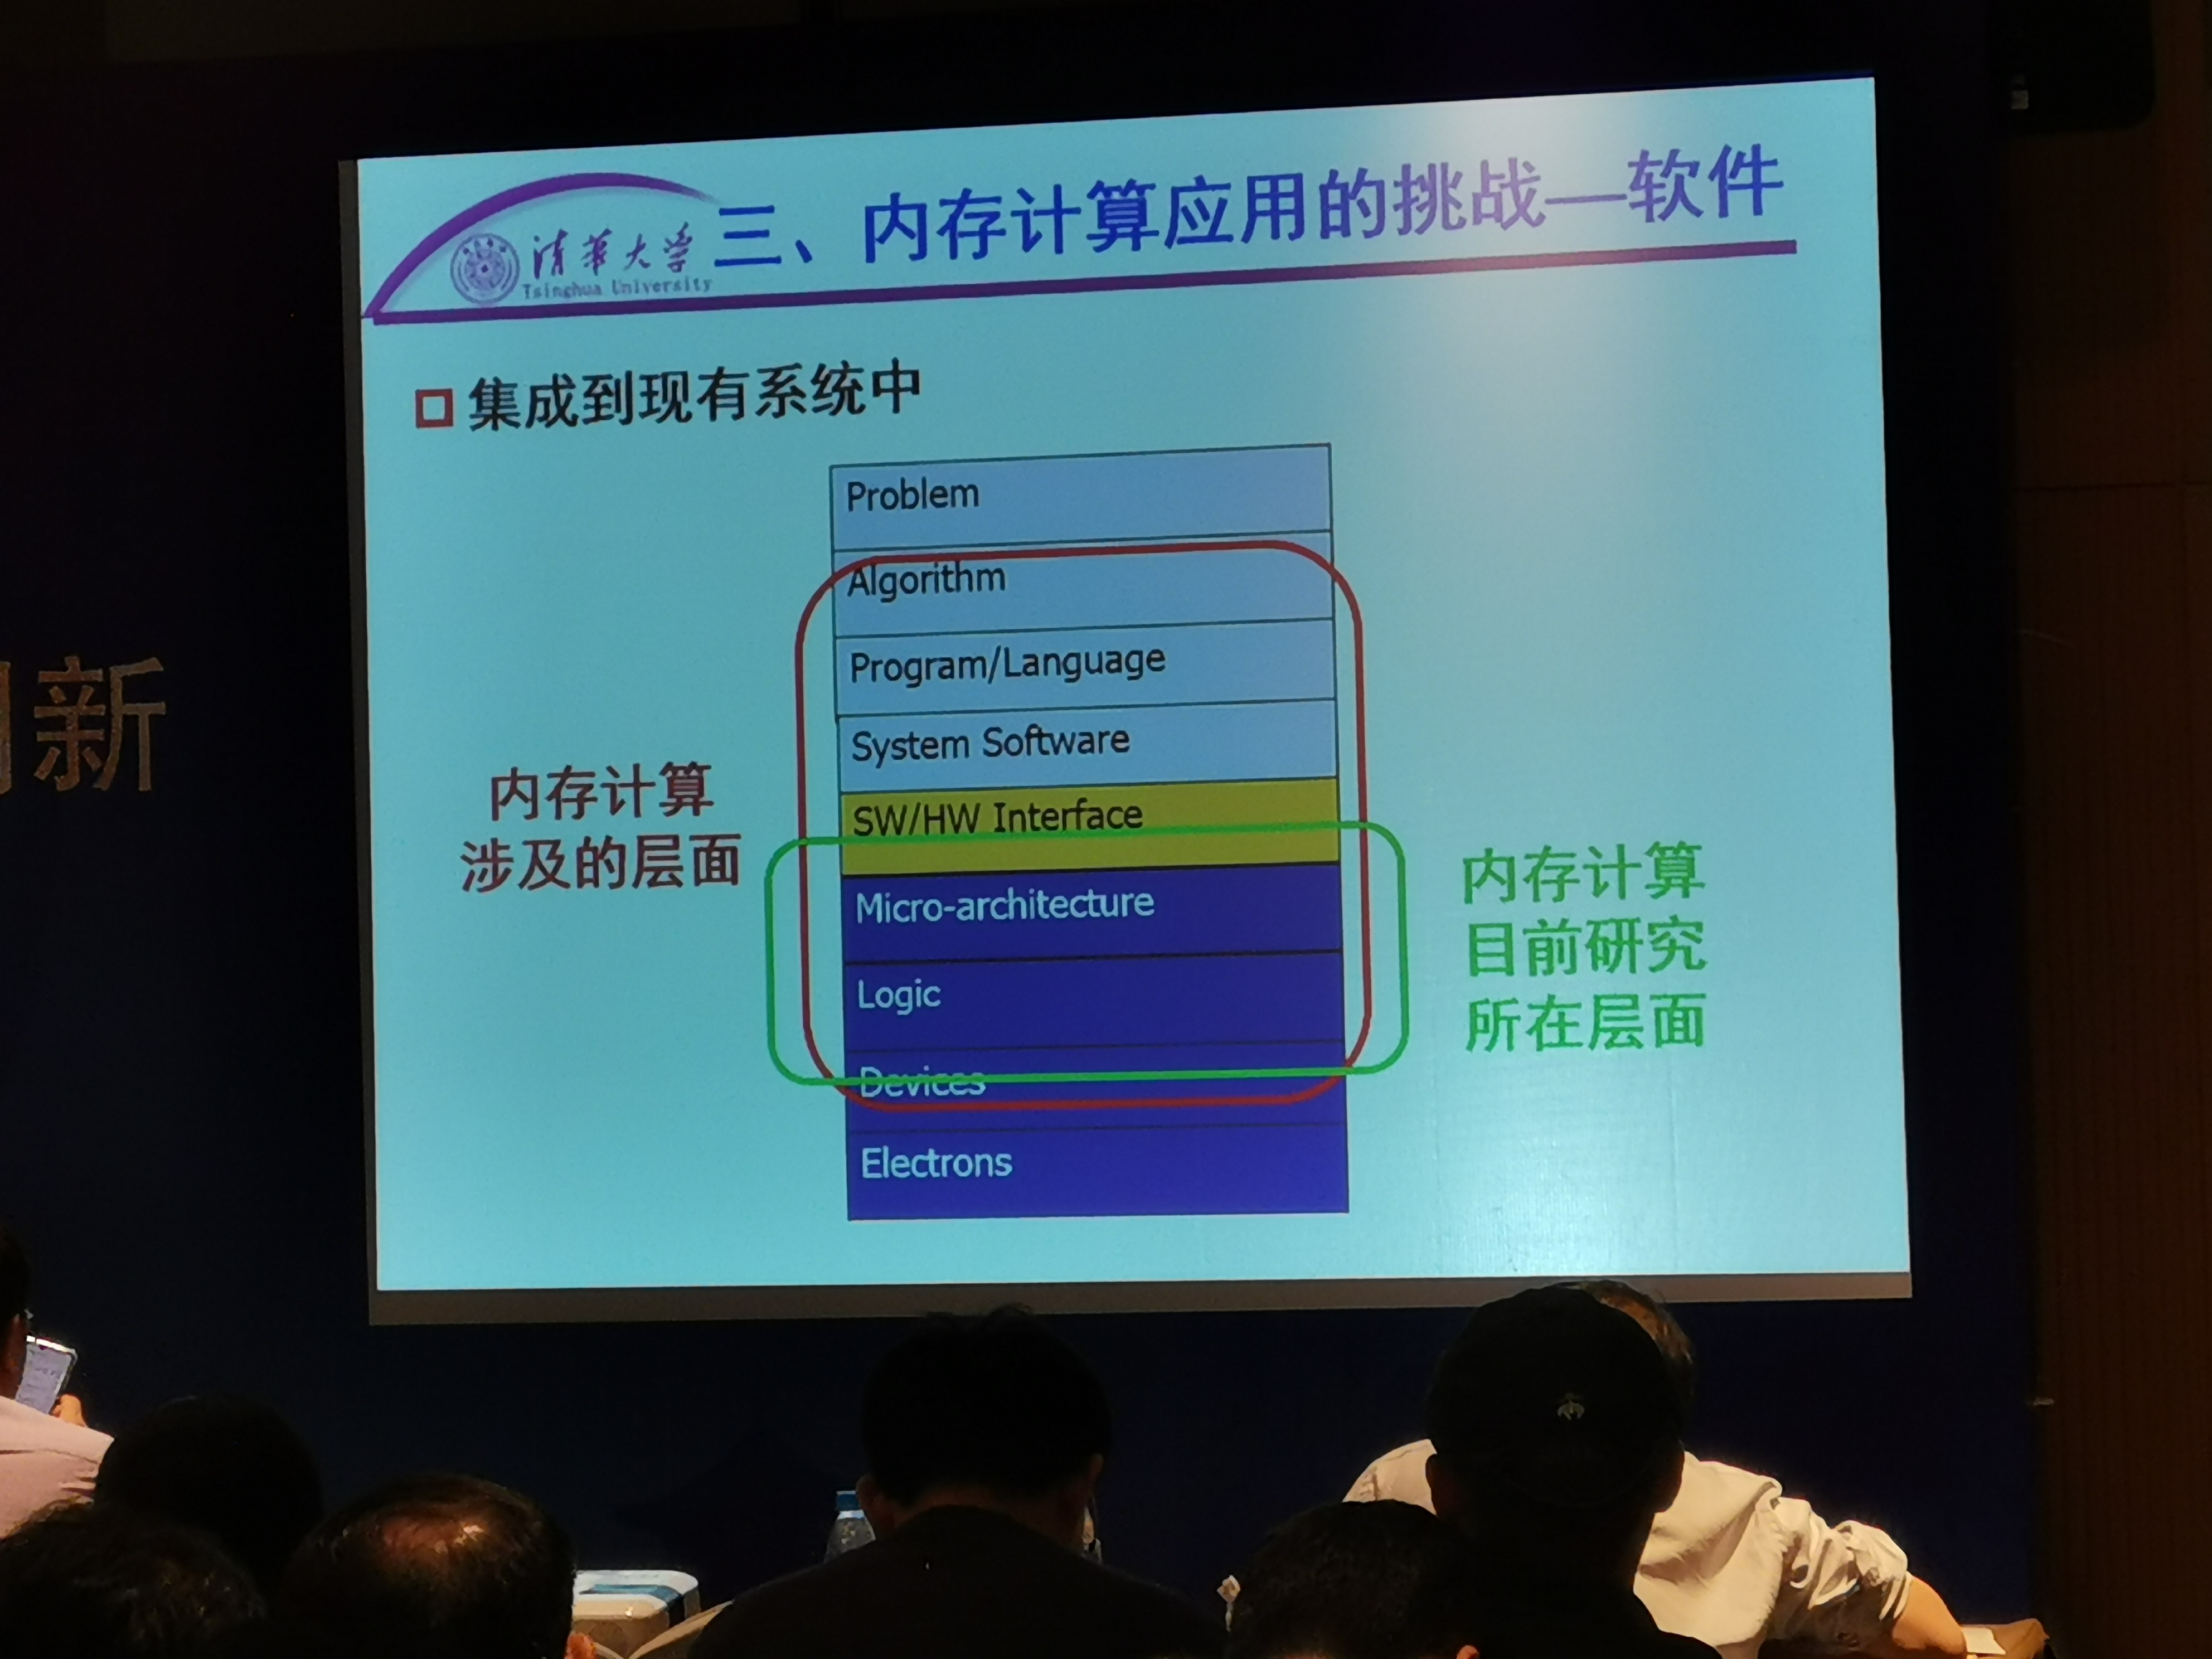 清华大学
Tsinghua University
三、内存计算应用的挑战—软件
集成到现有系统中
Problem
Algorithm
Program/Language
System Software
SW/HW Interface
Micro-architecture
Logic
Devices
Electrons
内存计算
涉及的层面
内存计算
目前研究
所在层面
新